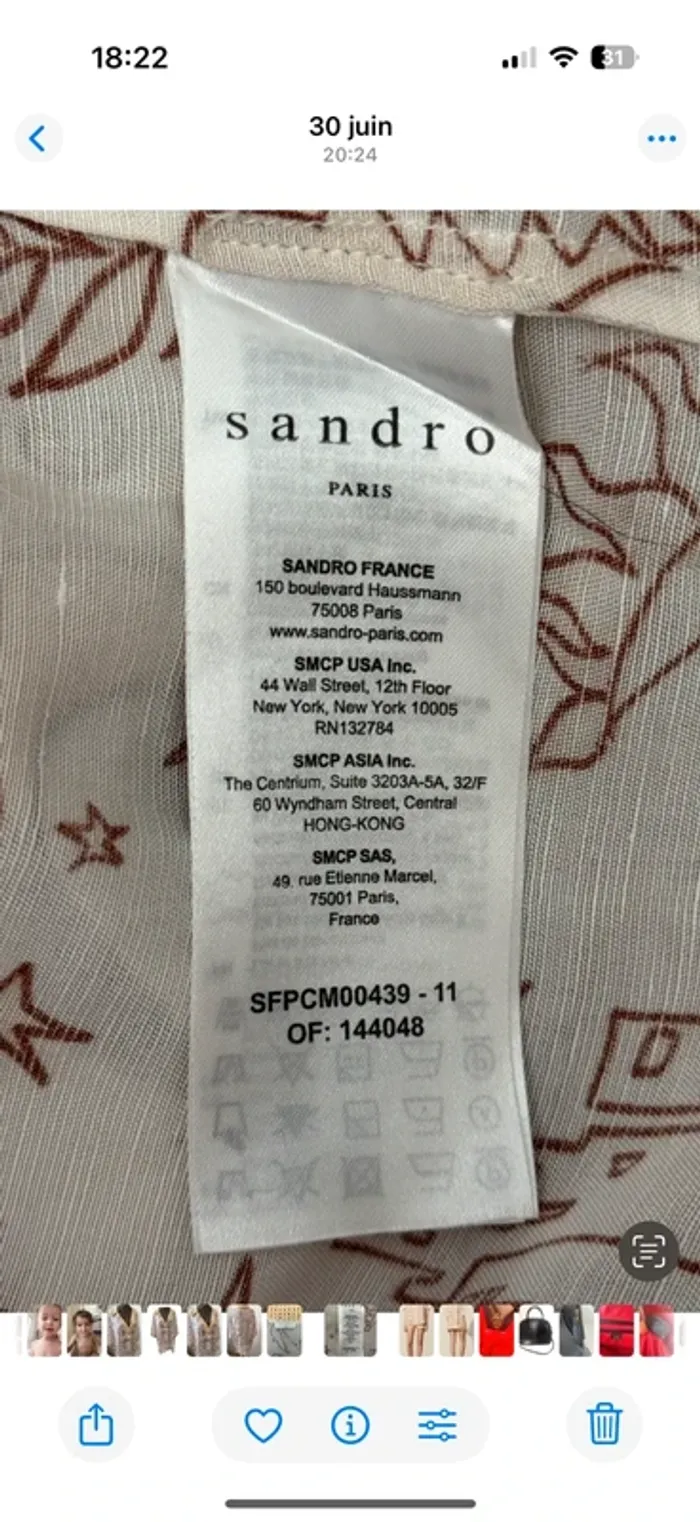 18:22
31
30 juin
20:24
sandro
PARIS
SANDRO FRANCE
150 boulevard Haussmann
75008 Paris
www.sandro-paris.com
SMCP USA Inc.
44 Wall Street, 12th Floor
New York, New York 10005
RN132784
SMCP ASIA Inc.
The Centrium, Suite 3203A-5A, 32/F
60 Wyndham Street, Central
HONG-KONG
SMCP SAS,
49, rue Etienne Marcel,
75001 Paris,
France
SFPCM00439 - 11
OF: 144048